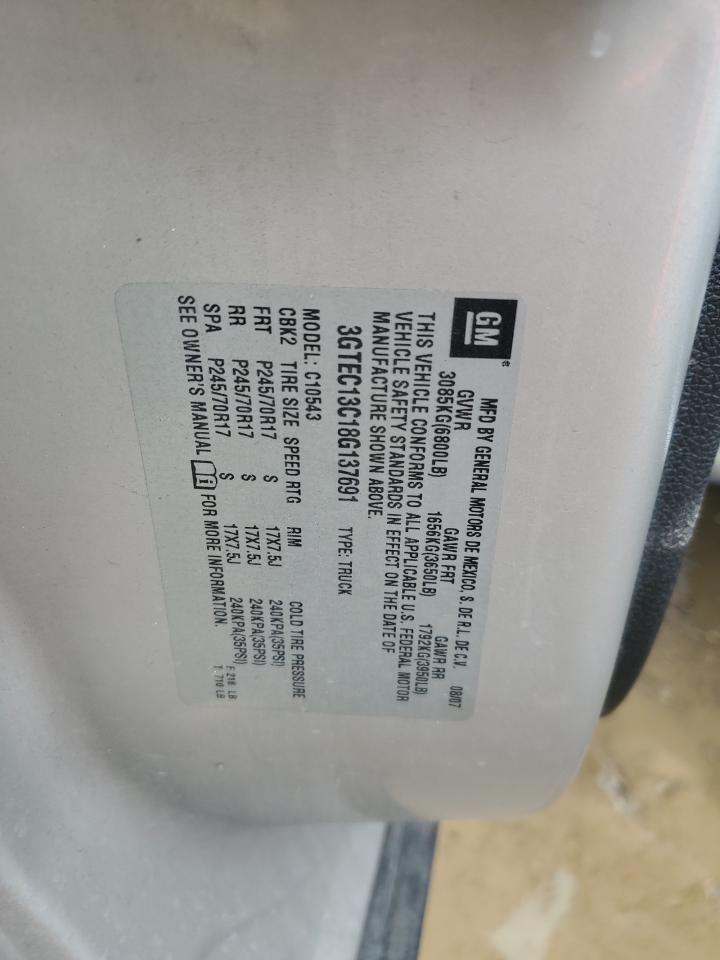 GM®
MFD BY GENERAL MOTORS DE MEXICO, S. DE R.L. DE C.V. 08/07
GVWR GAWR FRT GAWR RR
3085KG(6800LB) 1656KG(3650LB) 1792KG(3950LB)
THIS VEHICLE CONFORMS TO ALL APPLICABLE U.S. FEDERAL MOTOR
VEHICLE SAFETY STANDARDS IN EFFECT ON THE DATE OF
MANUFACTURE SHOWN ABOVE.
3GTEC13C18G137691 TYPE: TRUCK
MODEL: C10543
CBK2 TIRE SIZE SPEED RTG RIM COLD TIRE PRESSURE
FRT P245/70R17 S 17X7.5J 240KPA(35PSI)
RR P245/70R17 S 17X7.5J 240KPA(35PSI)
SPA P245/70R17 S 17X7.5J 240KPA(35PSI)
SEE OWNER'S MANUAL i FOR MORE INFORMATION.
F: 218 LB
T: 710 LB